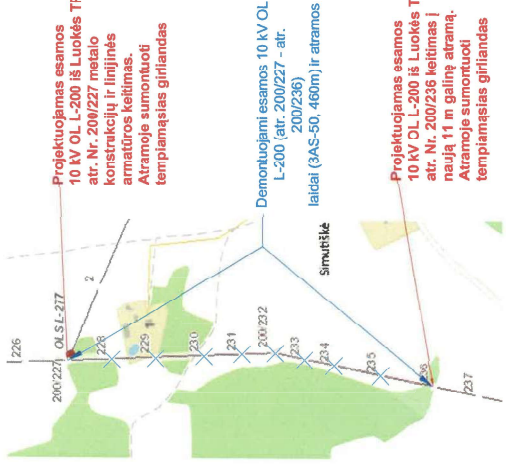 226
Projektuojamas esamos
10 kV OL L-200 iš Luokės TP
atr. Nr. 200/227 metalo
konstrukcijų ir linijinės
armatūros keitimas.
Atramoje sumontuoti
tempiamąsias girliandas
200/227
OLS L-217
2
228
229
230
231
200/232
233
234
235
237
Demontuojami esamos 10 kV OL
L-200 (atr. 200/227 - atr.
200/236)
laidai (3AS-50, 460m) ir atramos
Simutiškė
Projektuojamas esamos
10 kV OL L-200 iš Luokės
atr. Nr. 200/236 keitimas į
naują 11 m galinę atramą.
Atramoje sumontuoti
tempiamąsias girliandas